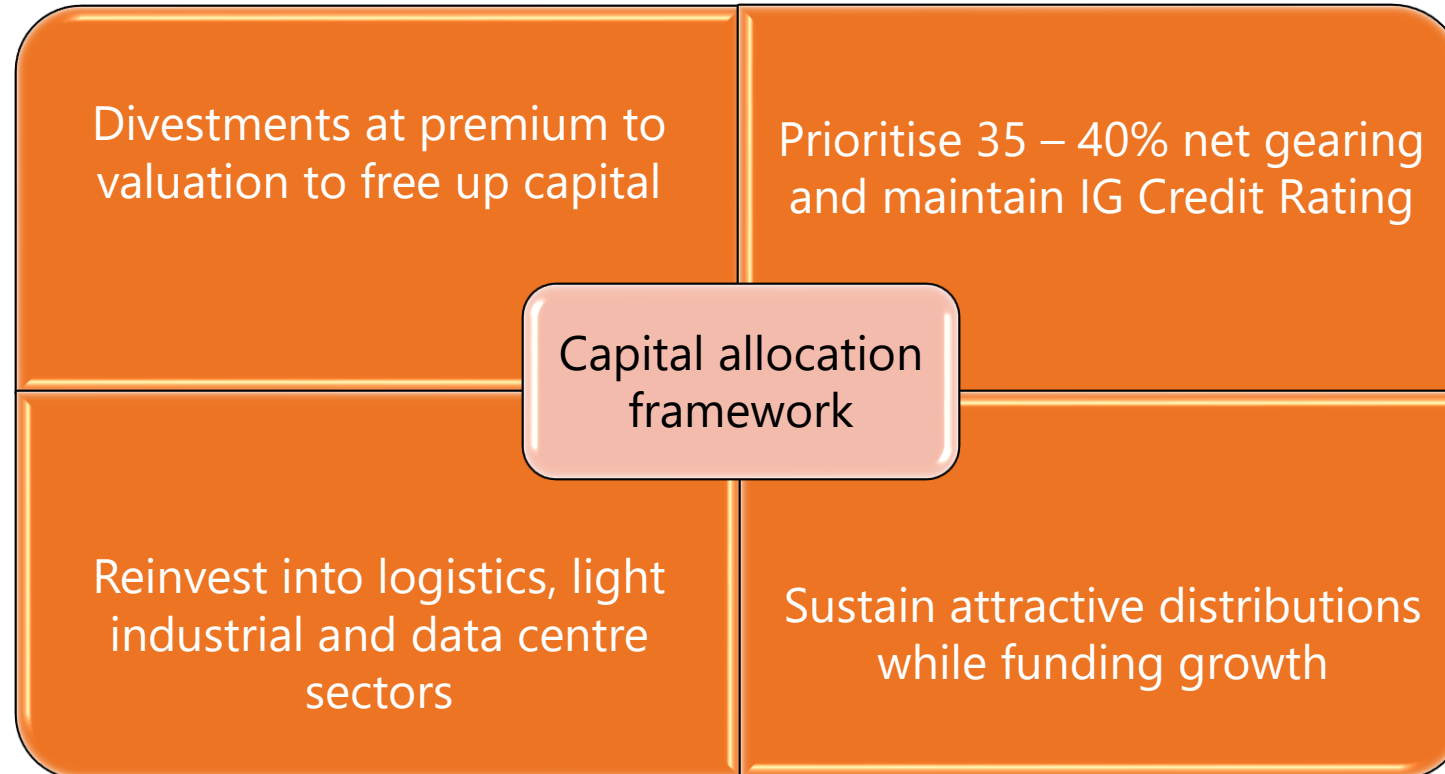 Divestments at premium to
valuation to free up capital
Prioritise 35 – 40% net gearing
and maintain IG Credit Rating
Capital allocation
framework
Reinvest into logistics, light
industrial and data centre
sectors
Sustain attractive distributions
while funding growth